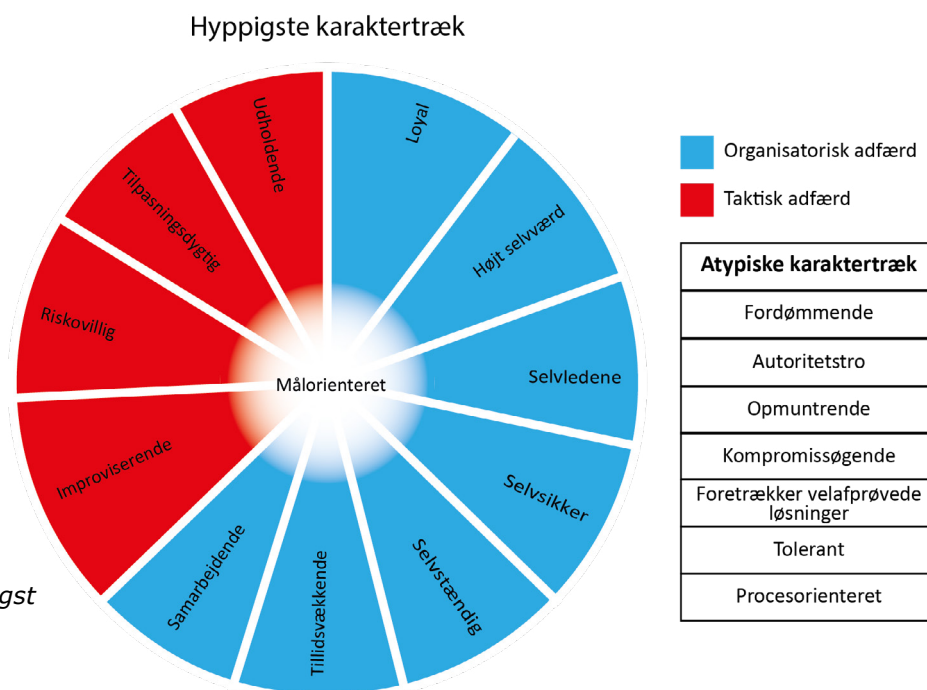 Hyppigste karaktertræk
Loyal
Højt selvværd
Selvledene
Selvsikker
Selvstændig
Tillidsvækkende
Samarbejdende
Improviserende
Riskovillig
Tilpasningsdygtig
Udholdende
Målorienteret
gst
Organisatorisk adfærd
Taktisk adfærd
Atypiske karaktertræk
Fordømmende
Autoritetstro
Opmuntrende
Kompromissøgende
Foretrækker velafprøvede
løsninger
Tolerant
Procesorienteret